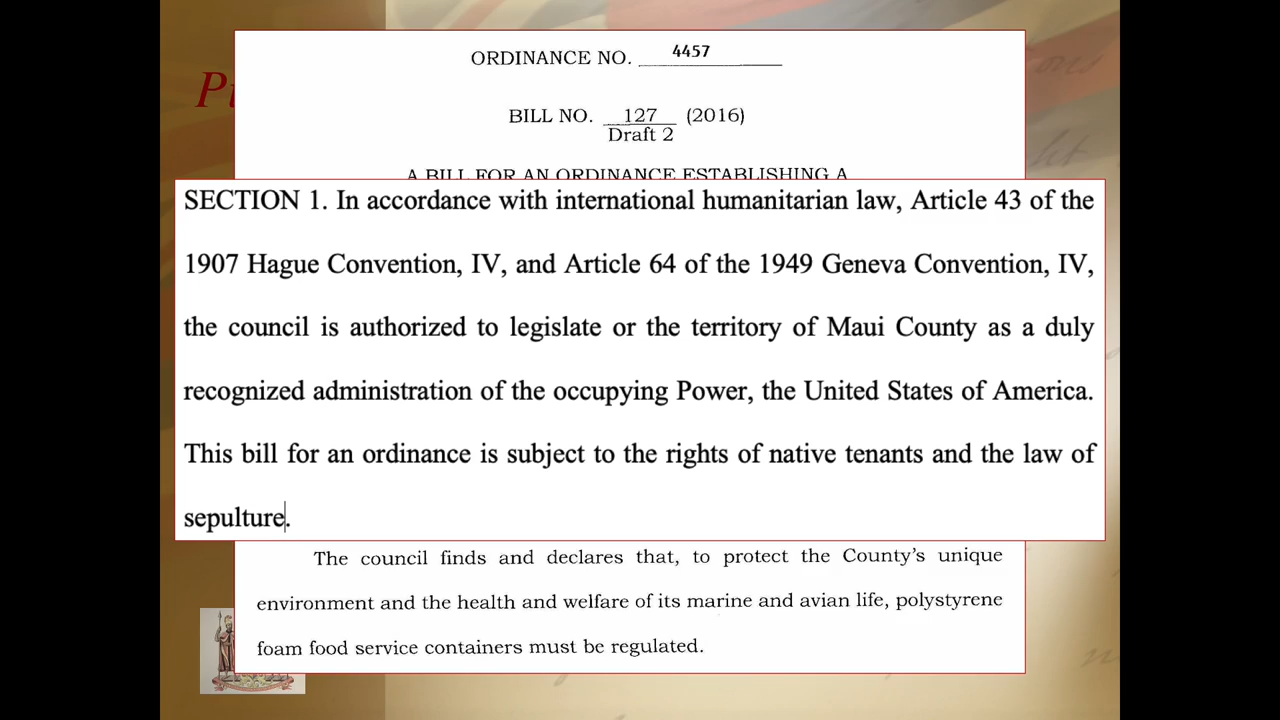 ORDINANCE NO. 4457
BILL NO. 127 (2016)
Draft 2
A BILL FOR AN ORDINANCE ESTABLISHING A
SECTION 1. In accordance with international humanitarian law, Article 43 of the
1907 Hague Convention, IV, and Article 64 of the 1949 Geneva Convention, IV,
the council is authorized to legislate or the territory of Maui County as a duly
recognized administration of the occupying Power, the United States of America.
This bill for an ordinance is subject to the rights of native tenants and the law of
sepulture.
The council finds and declares that, to protect the County's unique
environment and the health and welfare of its marine and avian life, polystyrene
foam food service containers must be regulated.